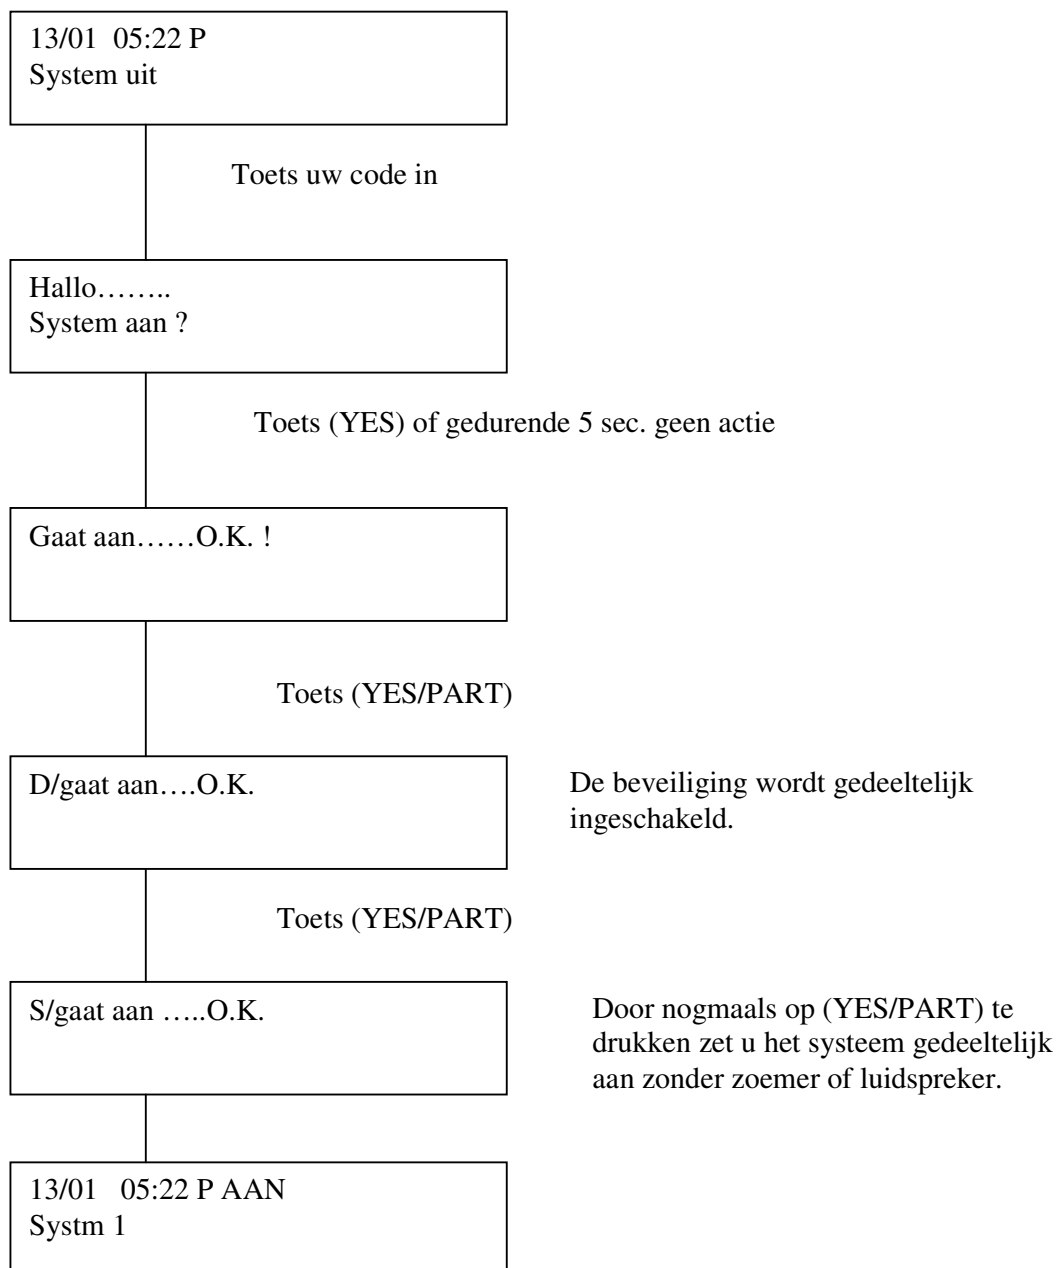 13/01 05:22 P
System uit
Toets uw code in
Hallo……..
System aan ?
Toets (YES) of gedurende 5 sec. geen actie
Gaat aan……O.K. !
Toets (YES/PART)
D/gaat aan….O.K.
De beveiliging wordt gedeeltelijk
ingeschakeld.
Toets (YES/PART)
S/gaat aan …..O.K.
Door nogmaals op (YES/PART) te
drukken zet u het systeem gedeeltelijk
aan zonder zoemer of luidspreker.
13/01 05:22 P AAN
Systm 1